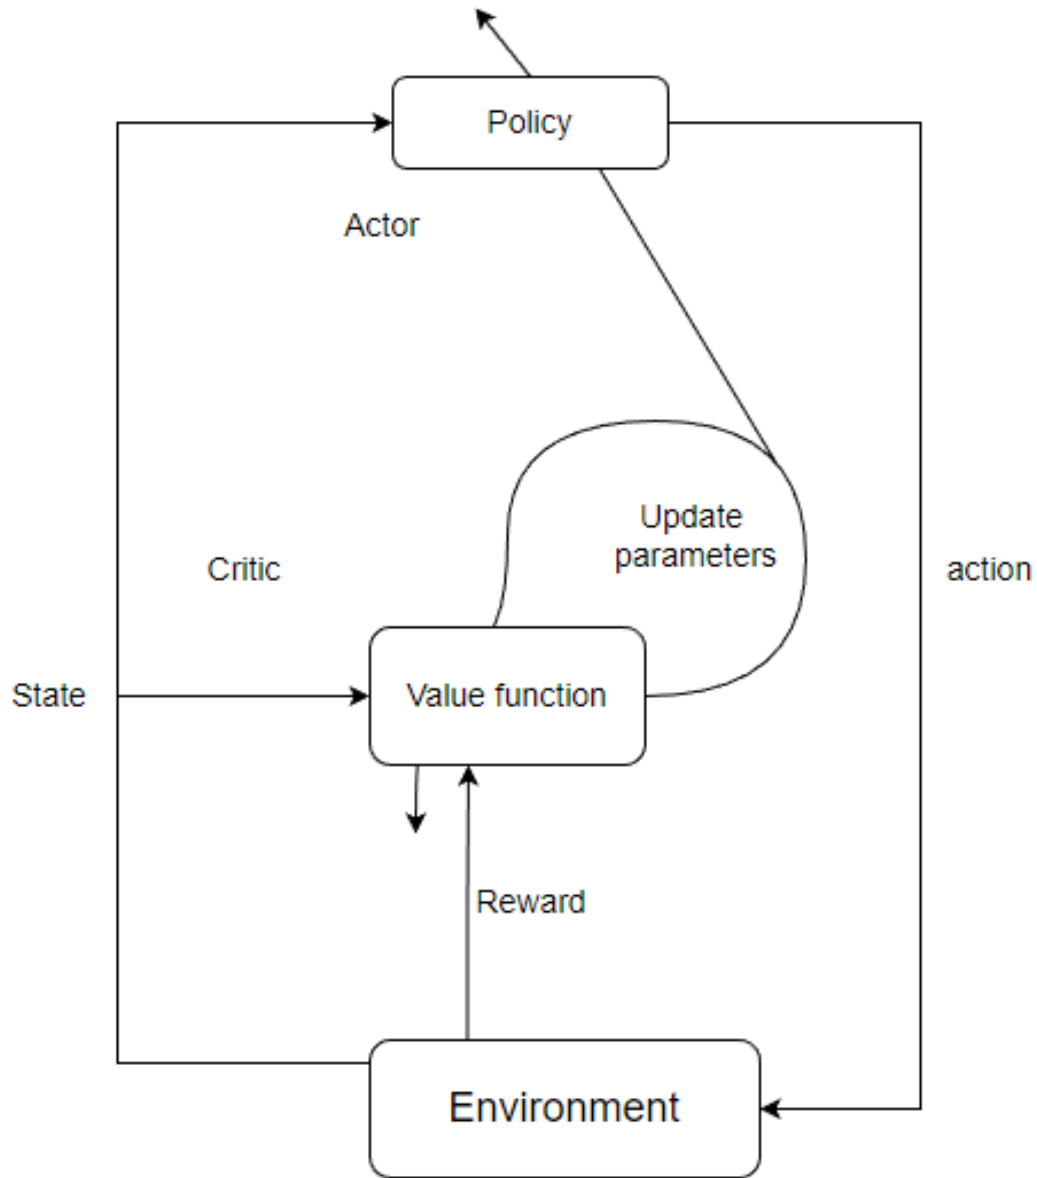 Policy
Actor
Update
parameters
Critic
action
State
Value function
Reward
Environment